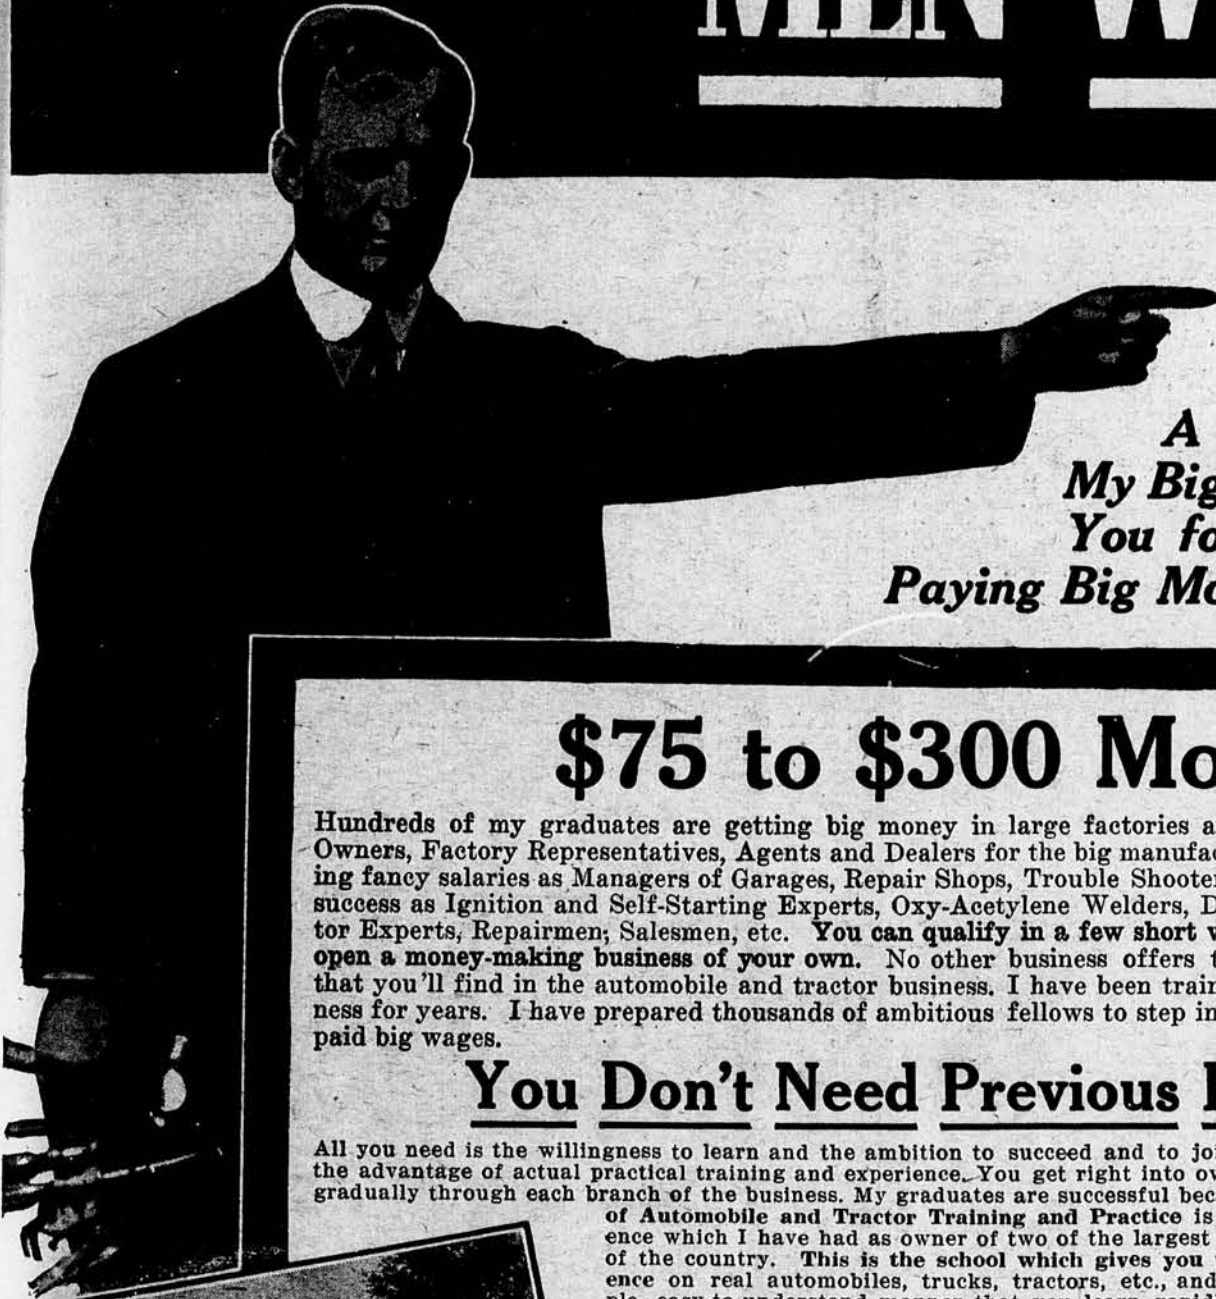 MEN W
A
My Big
You fo
Paying Big Mo
$75 to $300 Mo
Hundreds of my graduates are getting big money in large factories a
Owners, Factory Representatives, Agents and Dealers for the big manufac
ing fancy salaries as Managers of Garages, Repair Shops, Trouble Shooter
success as Ignition and Self-Starting Experts, Oxy-Acetylene Welders, D
tor Experts, Repairmen, Salesmen, etc. You can qualify in a few short w
open a money-making business of your own. No other business offers t
that you'll find in the automobile and tractor business. I have been train
ness for years. I have prepared thousands of ambitious fellows to step in
paid big wages.
You Don't Need Previous
All you need is the willingness to learn and the ambition to succeed and to joi
the advantage of actual practical training and experience. You get right into ov
gradually through each branch of the business. My graduates are successful bec
of Automobile and Tractor Training and Practice is
ence which I have had as owner of two of the largest
of the country. This is the school which gives you
ence on real automobiles, trucks, tractors, etc., and